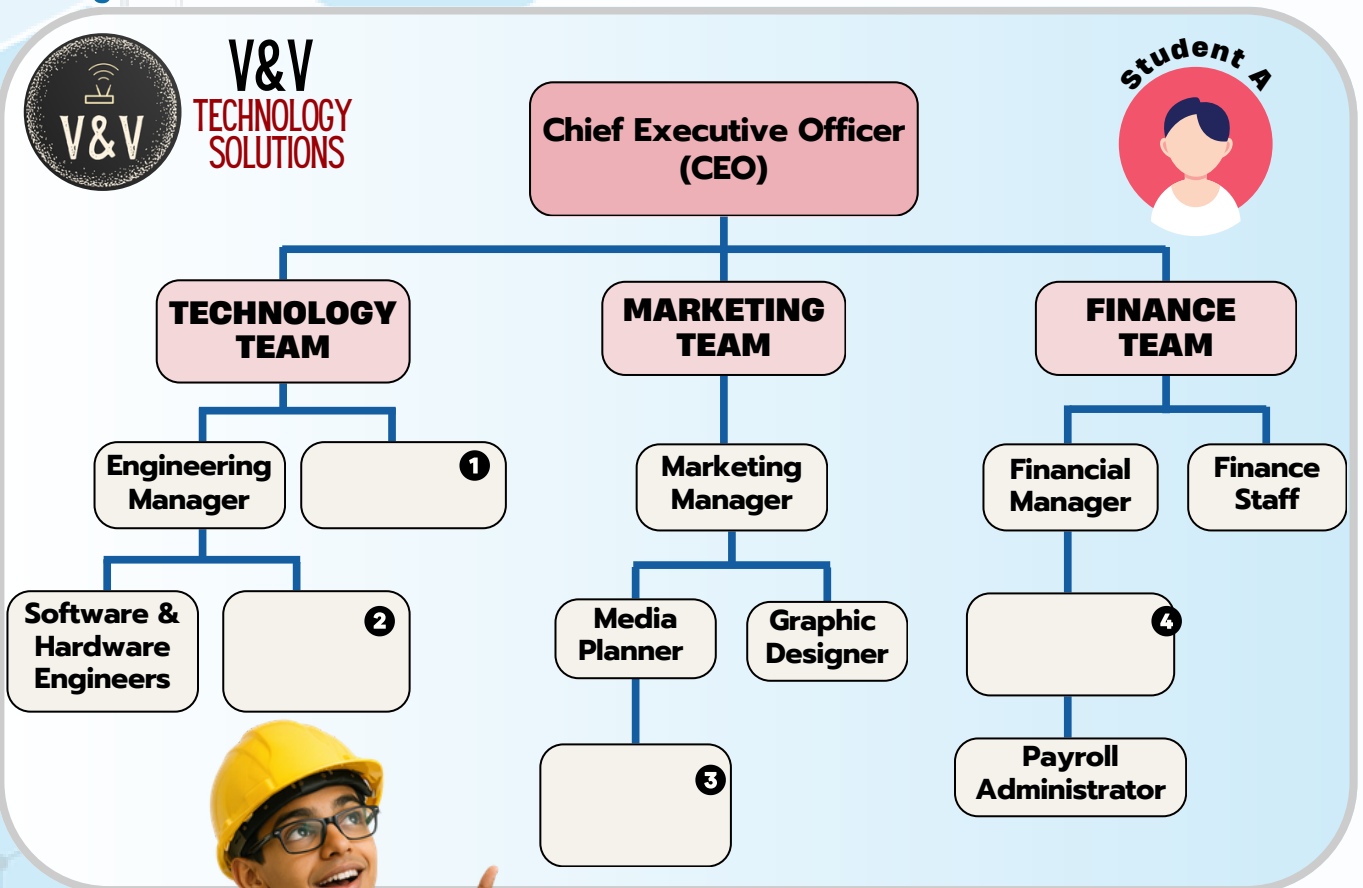 V&V
V&V
TECHNOLOGY
SOLUTIONS
Student A
Chief Executive Officer
(CEO)
TECHNOLOGY
TEAM
MARKETING
TEAM
FINANCE
TEAM
Engineering
Manager
1
Marketing
Manager
Financial
Manager
Finance
Staff
Software &
Hardware
Engineers
2
Media
Planner
Graphic
Designer
4
3
Payroll
Administrator